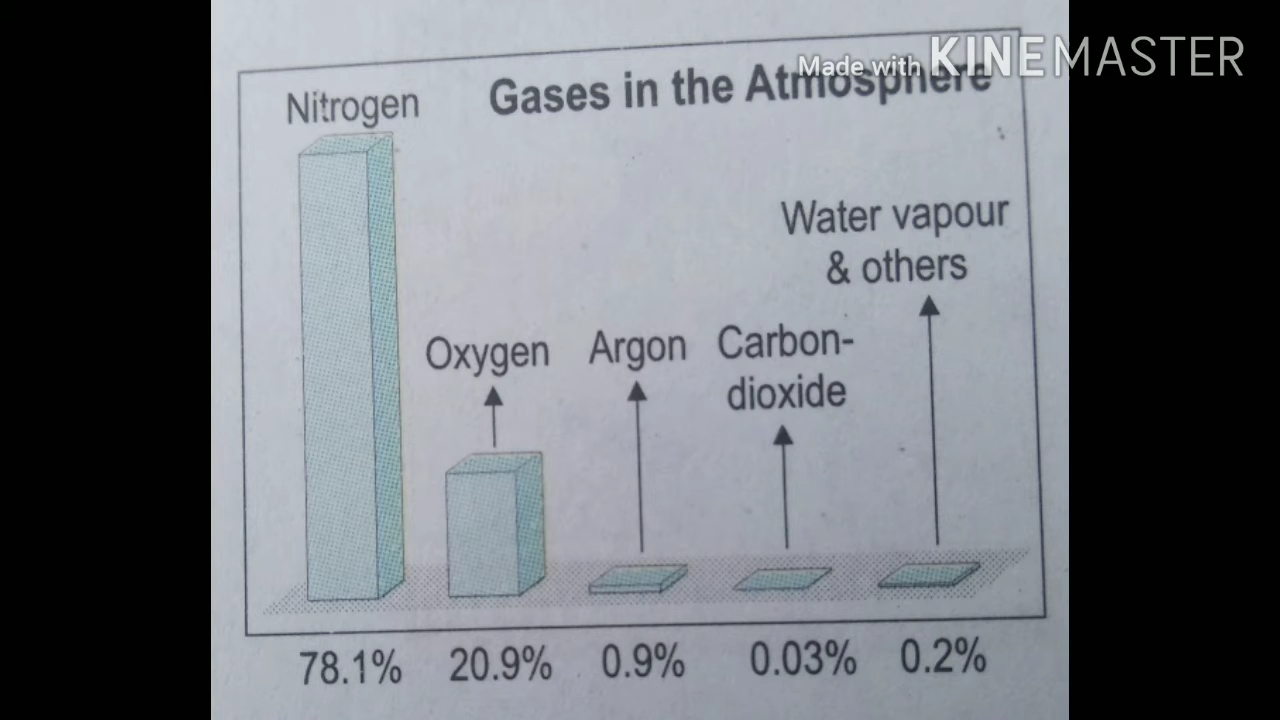 Made with KINEMASTER
Gases in the Atmosphere
Nitrogen
Water vapour
& others
Oxygen
Argon
Carbon-
dioxide
78.1%
20.9%
0.9%
0.03%
0.2%